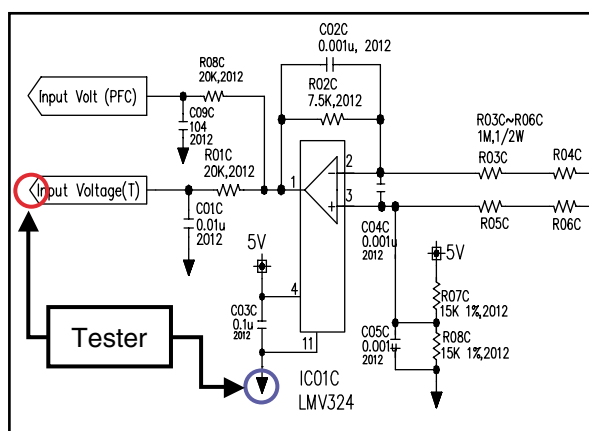 C02C
0.001u, 2012
R08C
20K,2012
R02C
7.5K,2012
Input Volt (PFC)
C09C
104
2012
R03C~R06C
1M,1/2W
R01C
20K,2012
2
R03C
R04C
Input Voltage(T)
1
3
C01C
0.01u
2012
C04C
0.001u
2012
R05C
R06C
5V
5V
4
R07C
15K 1%,2012
C03C
0.1u
2012
Tester
C05C
0.001u
2012
R08C
15K 1%,2012
11
IC01C
LMV324